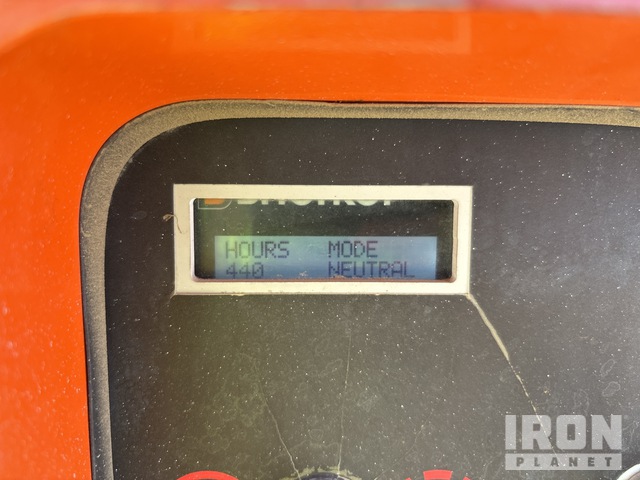 HOURS MODE
440 NEUTRAL
IRON
PLANET